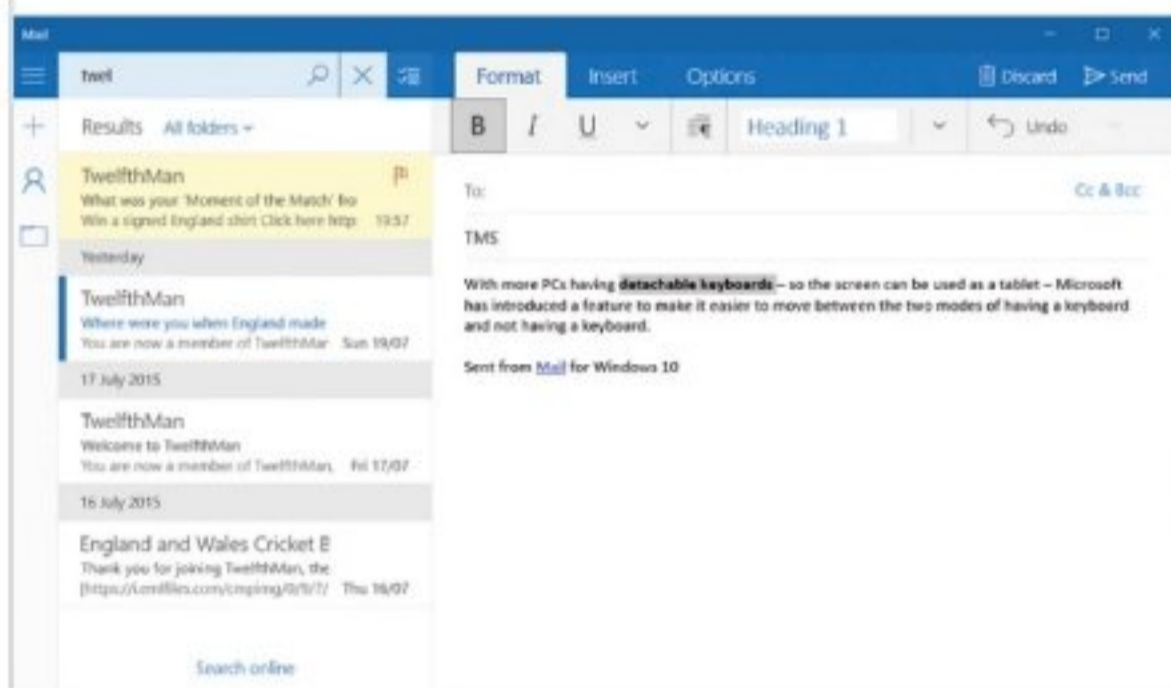 Mail
twel
Format Insert Options Discard Send
Results All folders
B I U Heading 1 Undo
TwelfthMan
What was your 'Moment of the Match' fro
Win a signed England shirt Click here http 19:57
Yesterday
TwelfthMan
Where were you when England made
You are now a member of TwelfthMar Sun 19/07
17 July 2015
TwelfthMan
Welcome to TwelfthMan
You are now a member of TwelfthMan, Fri 17/07
16 July 2015
England and Wales Cricket B
Thank you for joining TwelfthMan, the
Thu 16/07
Search online
To: Cc & Bcc
TMS
With more PCs having detachable keyboards – so the screen can be used as a tablet – Microsoft
has introduced a feature to make it easier to move between the two modes of having a keyboard
and not having a keyboard.
Sent from Mail for Windows 10